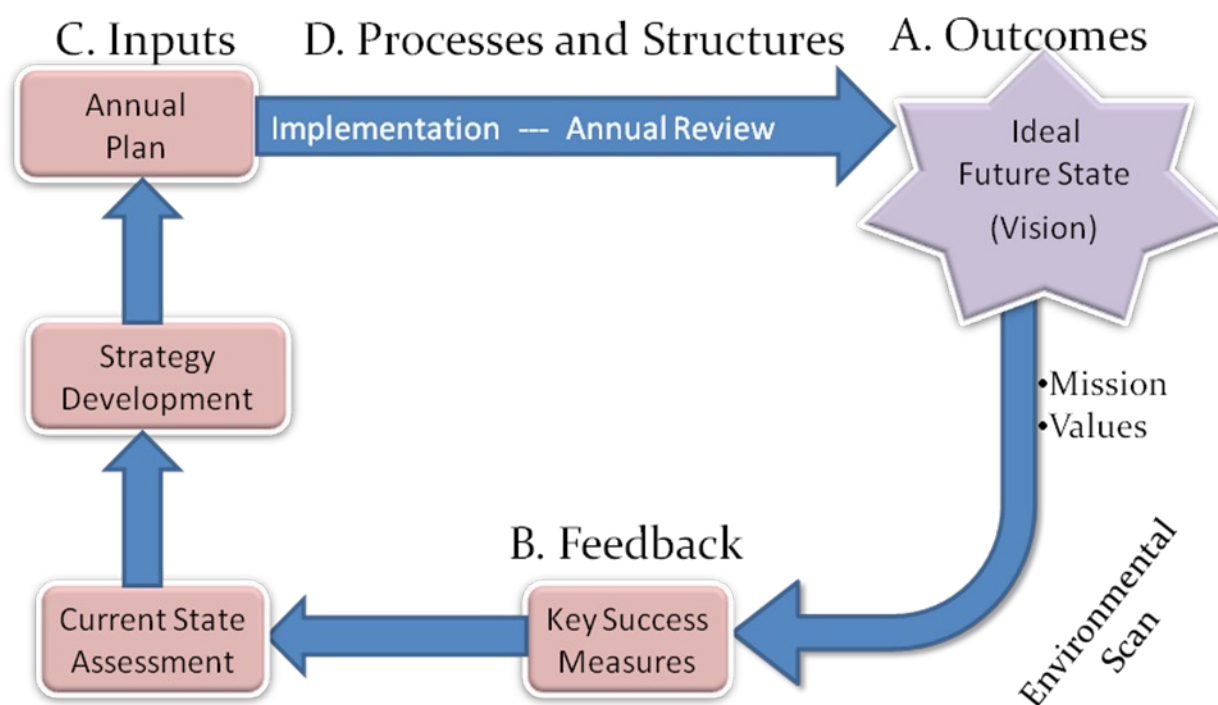 C. Inputs
D. Processes and Structures
A. Outcomes
Annual
Plan
Implementation --- Annual Review
Ideal
Future State
(Vision)
Strategy
Development
•Mission
•Values
B. Feedback
Current State
Assessment
Key Success
Measures
Environmental
Scan